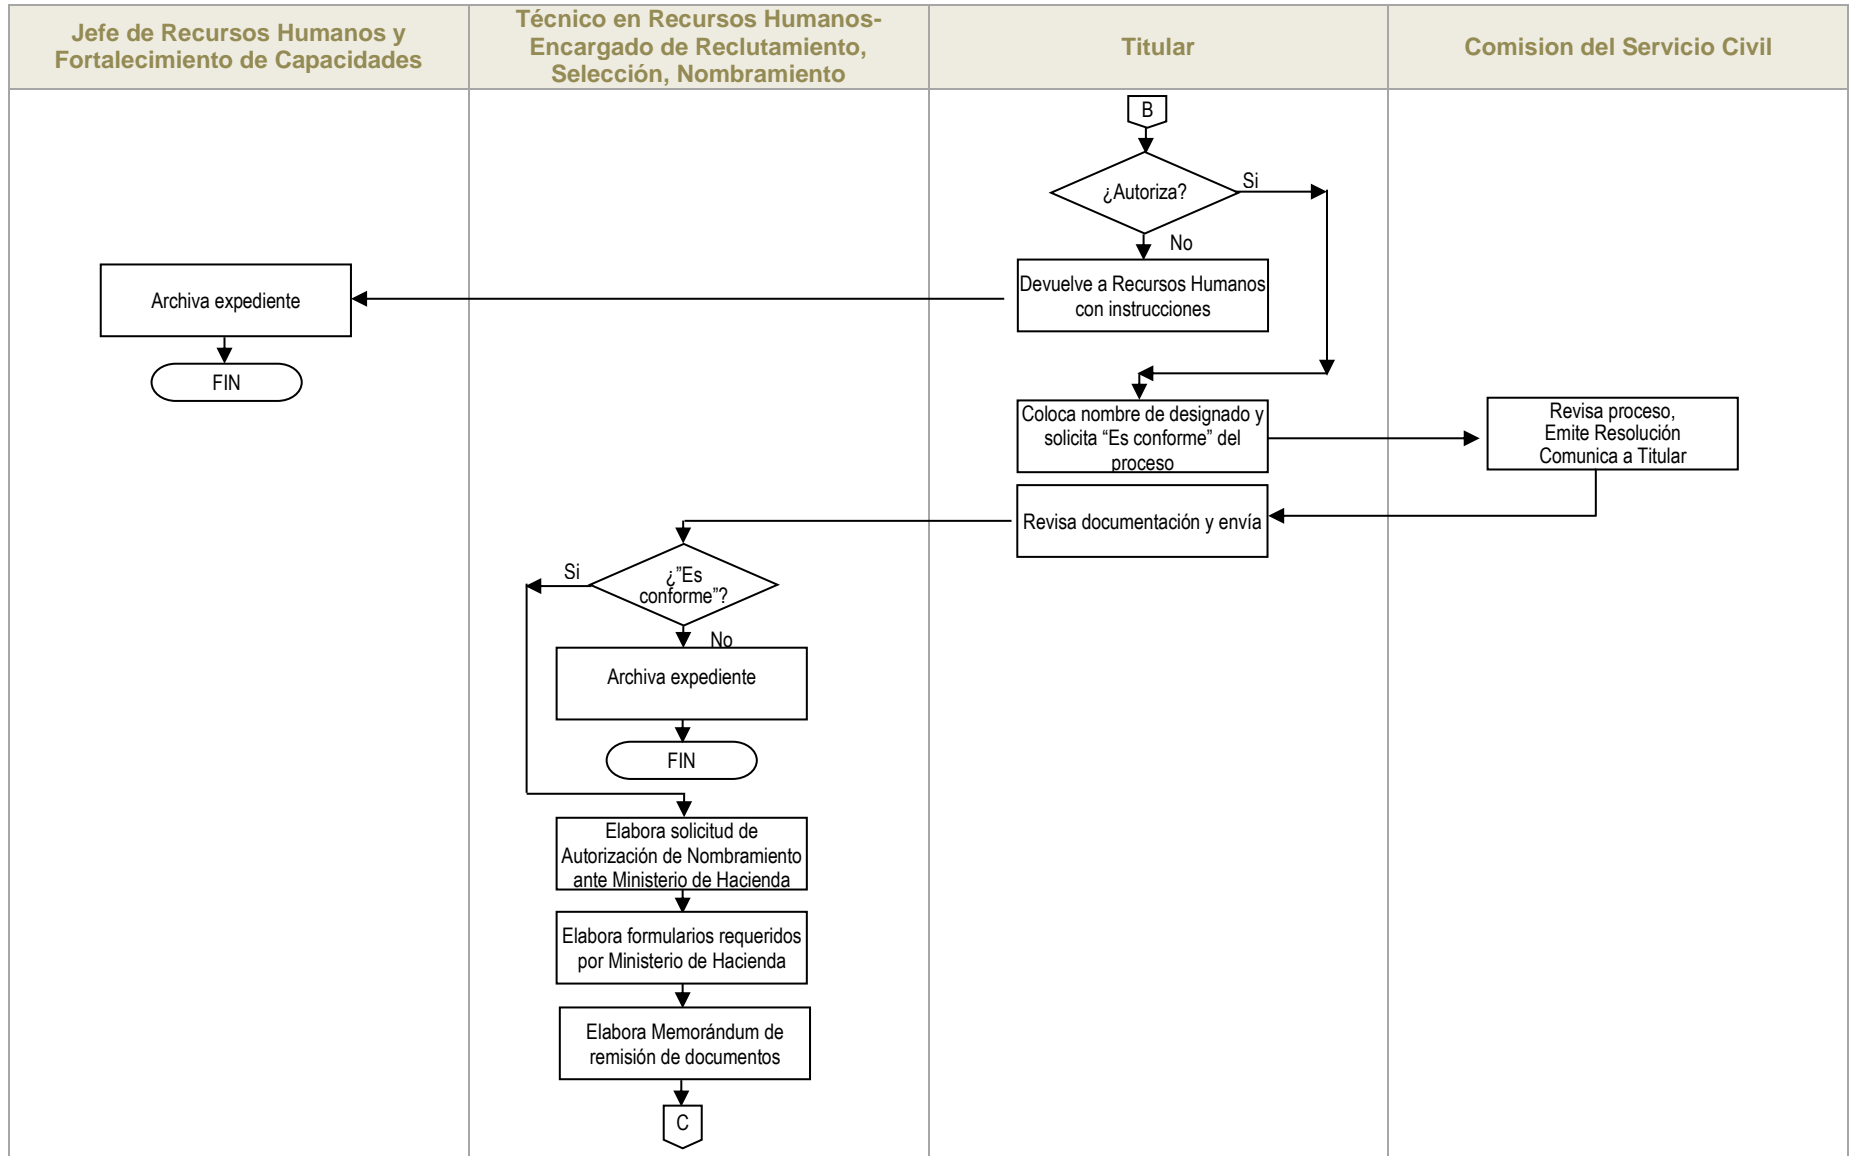 Jefe de Recursos Humanos y
Fortalecimiento de Capacidades
Técnico en Recursos Humanos-
Encargado de Reclutamiento,
Selección, Nombramiento
Titular
Comision del Servicio Civil
B
¿Autoriza?
Si
No
Devuelve a Recursos Humanos
con instrucciones
Archiva expediente
FIN
Coloca nombre de designado y
solicita “Es conforme” del
proceso
Revisa proceso,
Emite Resolución
Comunica a Titular
Revisa documentación y envía
¿”Es
conforme”?
Si
No
Archiva expediente
FIN
Elabora solicitud de
Autorización de Nombramiento
ante Ministerio de Hacienda
Elabora formularios requeridos
por Ministerio de Hacienda
Elabora Memorándum de
remisión de documentos
C